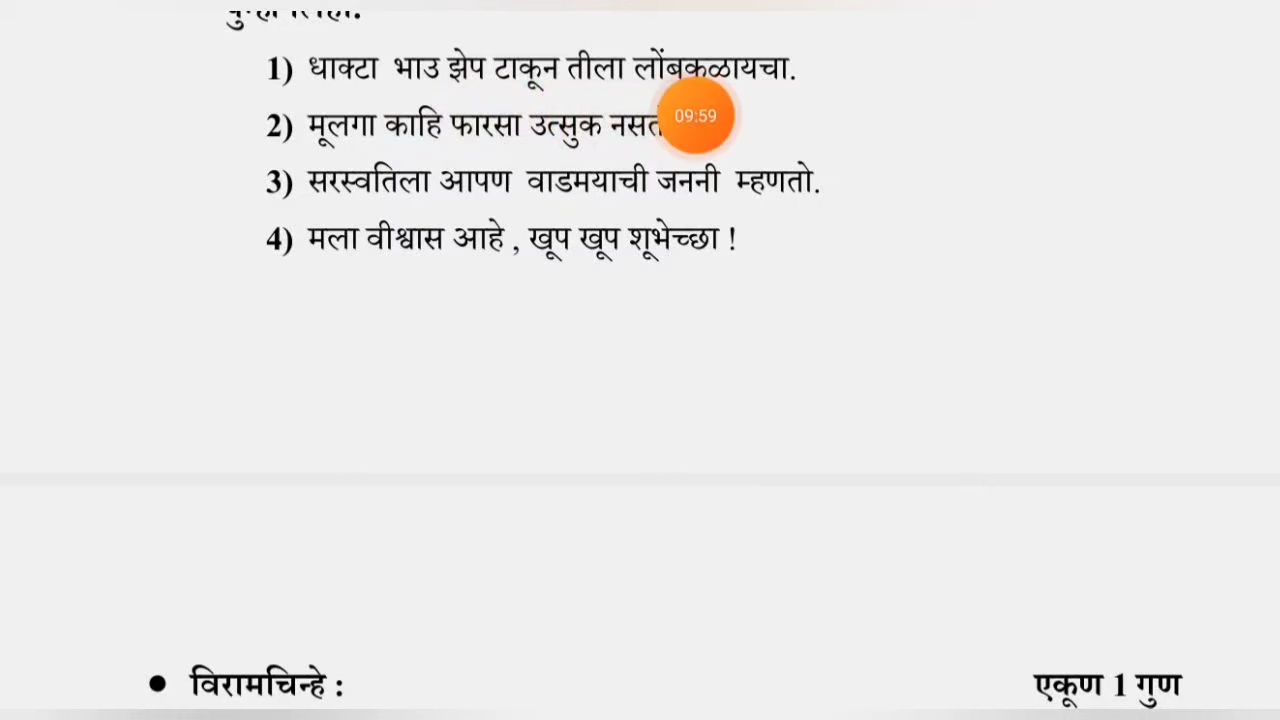 1) धाक्टा भाउ झेप टाकून तीला लोंबकळायचा.
2) मूलगा काहि फारसा उत्सुक
09:59
3) सरस्वतिला आपण वाडमयाची जननी म्हणतो.
4) मला वीश्वास आहे , खूप खूप शूभेच्छा !
• विरामचिन्हे : एकूण 1 गुण